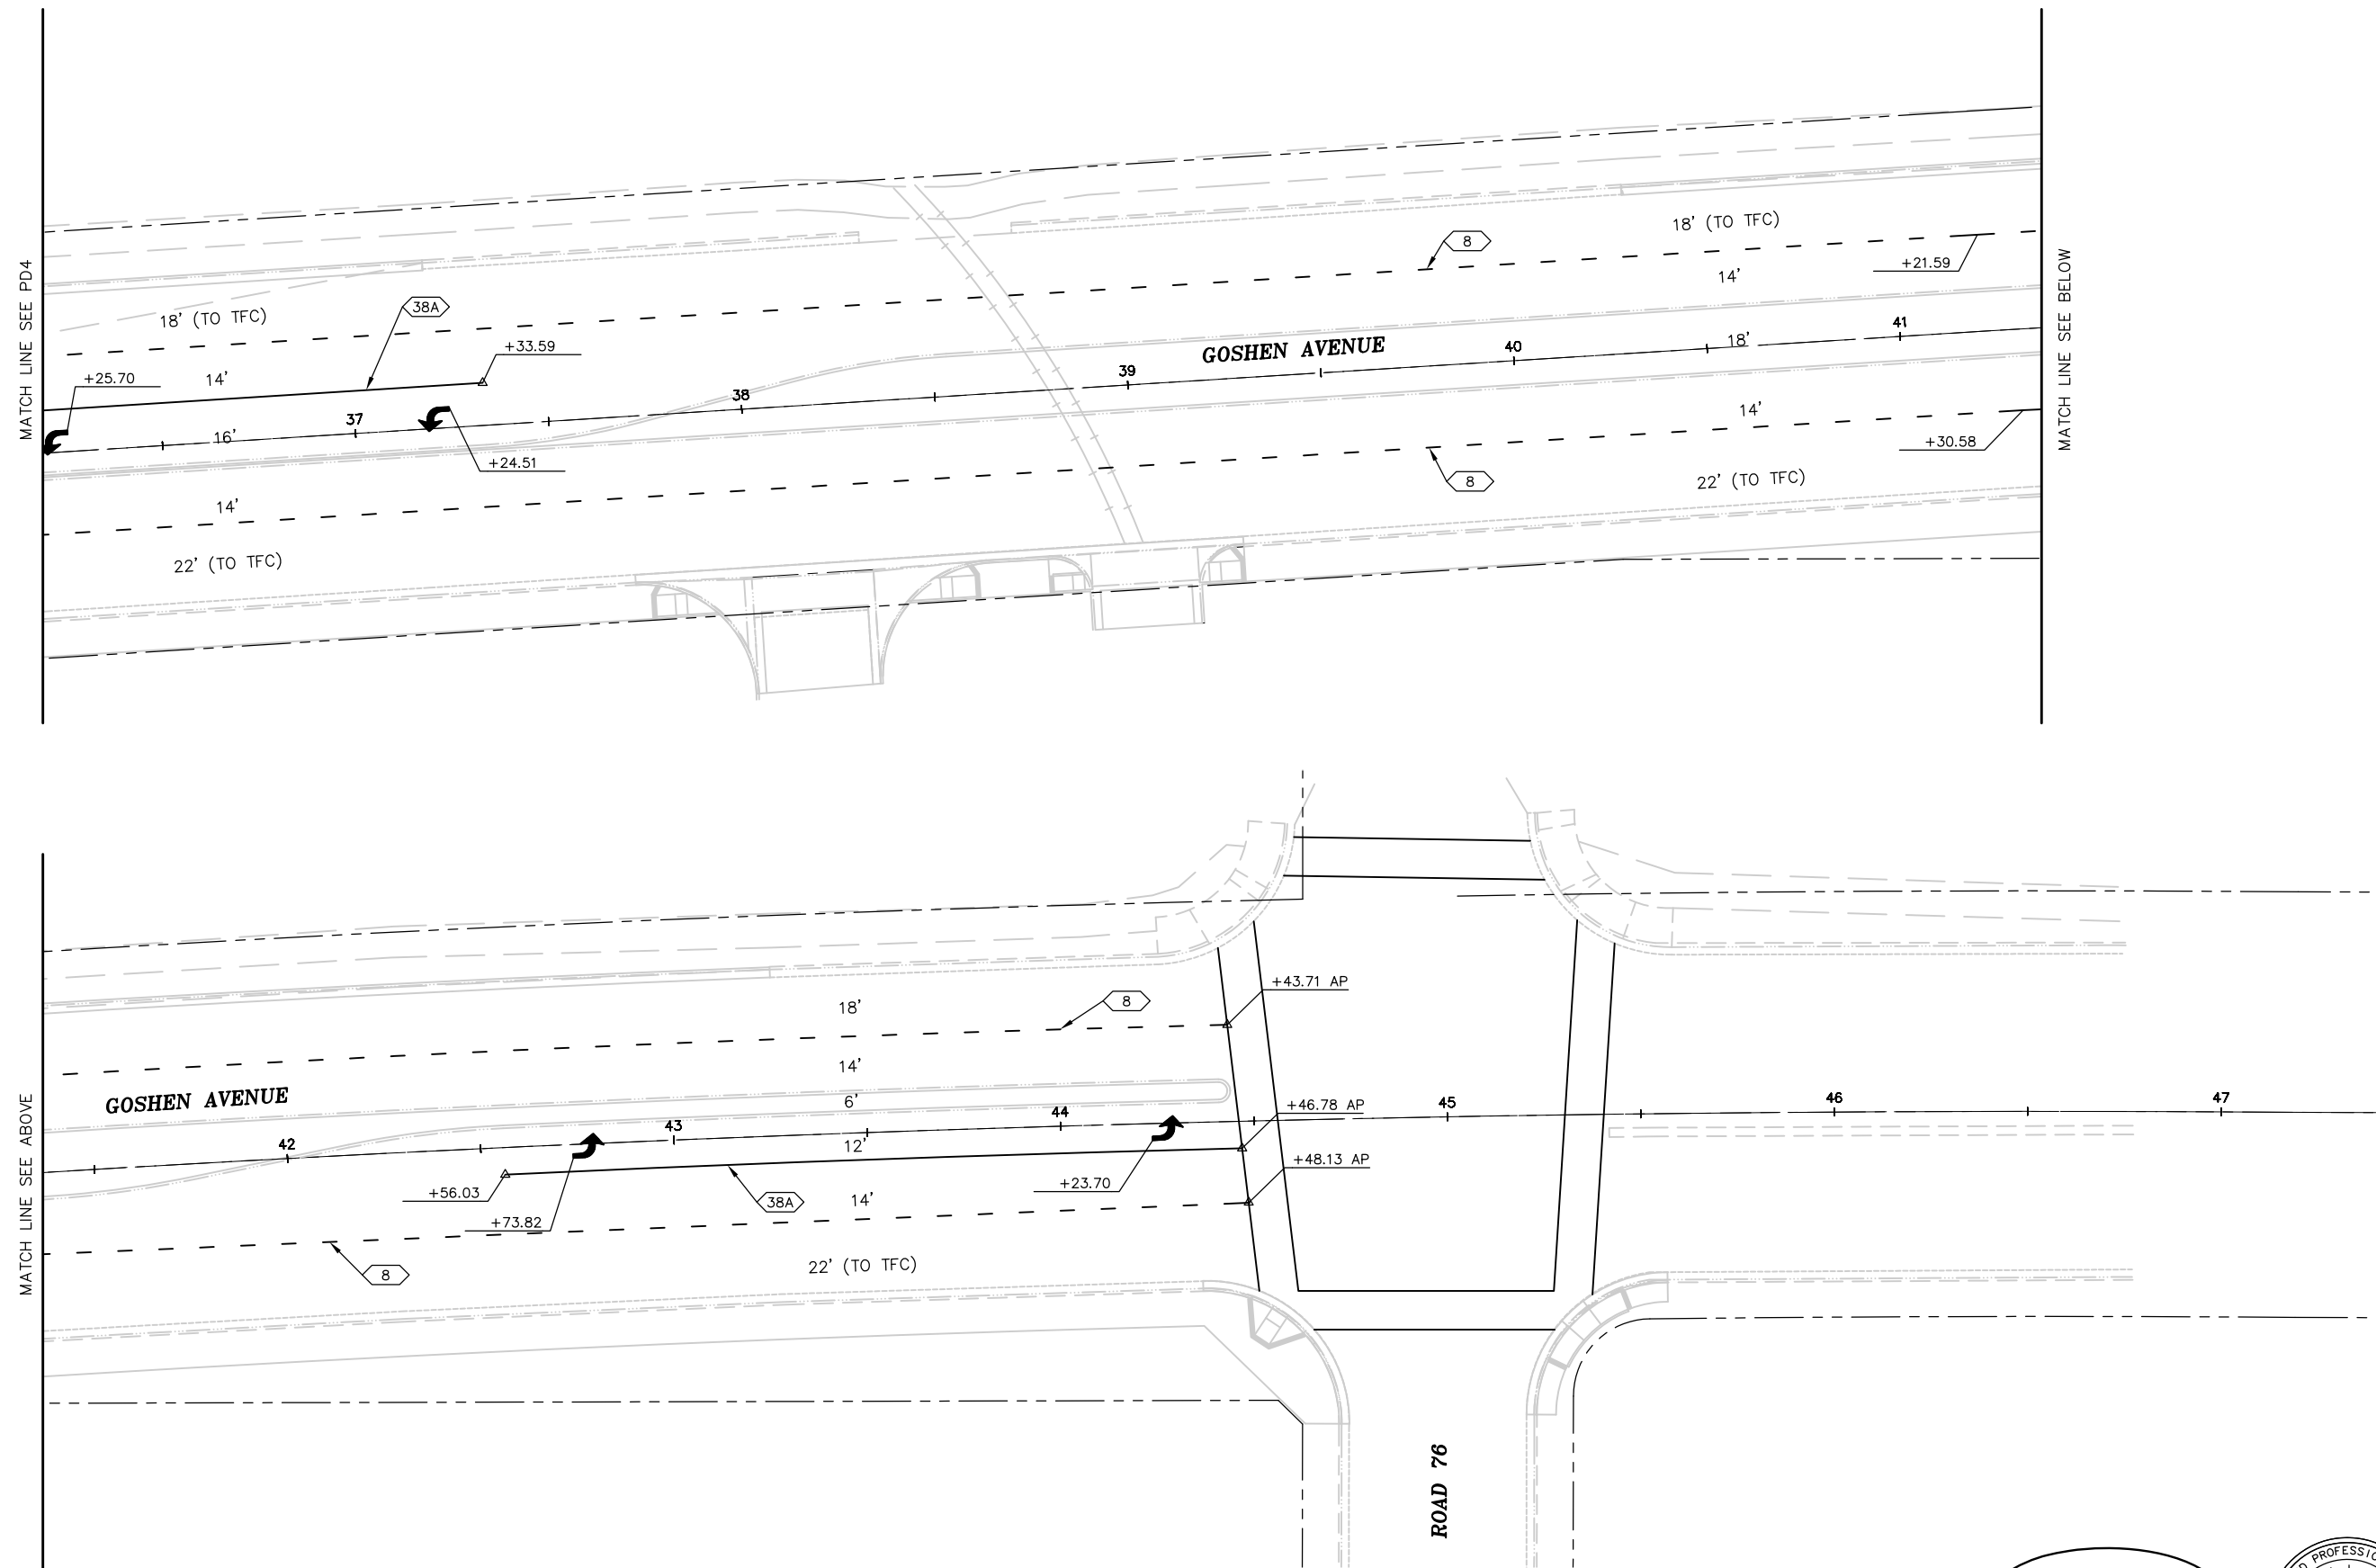 MATCH LINE SEE PD4
18' (TO TFC)
8
18' (TO TFC)
+21.59
14'
MATCH LINE SEE BELOW
38A
+33.59
+25.70
14'
GOSHEN AVENUE
37
38
39
40
41
18'
16'
+24.51
14'
+30.58
14'
22' (TO TFC)
8
22' (TO TFC)
MATCH LINE SEE ABOVE
18'
8
+43.71 AP
14'
GOSHEN AVENUE
6'
+46.78 AP
42
43
44
45
46
47
12'
+48.13 AP
+56.03
38A
14'
+23.70
+73.82
8
22' (TO TFC)
ROAD 76